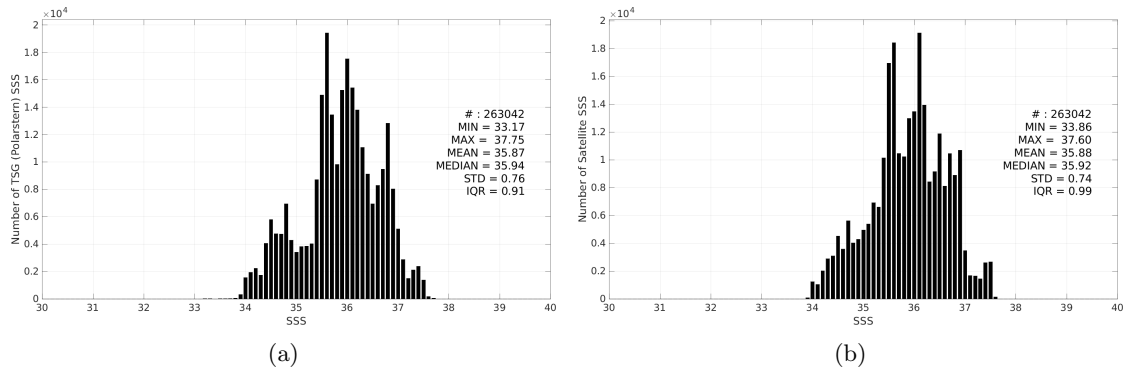 ×10⁴
2
1.8
1.6
1.4
1.2
1
0.8
0.6
0.4
0.2
0
30 31 32 33 34 35 36 37 38 39 40
SSS
Number of TSG (Polarstern) SSS
# : 263042
MIN = 33.17
MAX = 37.75
MEAN = 35.87
MEDIAN = 35.94
STD = 0.76
IQR = 0.91
(a)
×10⁴
2
1.8
1.6
1.4
1.2
1
0.8
0.6
0.4
0.2
0
30 31 32 33 34 35 36 37 38 39 40
SSS
Number of Satellite SSS
# : 263042
MIN = 33.86
MAX = 37.60
MEAN = 35.88
MEDIAN = 35.92
STD = 0.74
IQR = 0.99
(b)